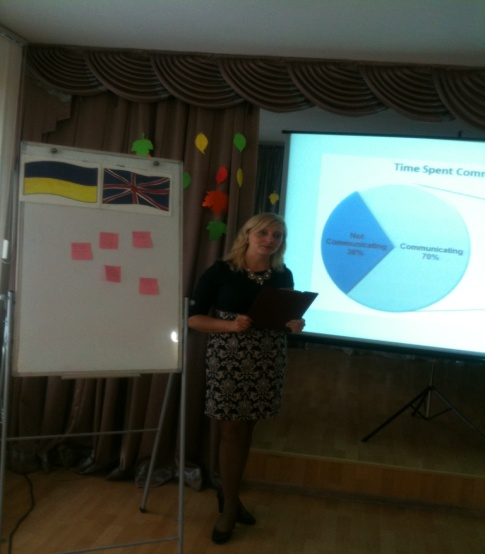 Time Spent Comm
Not
Communicating
30%
Communicating
70%